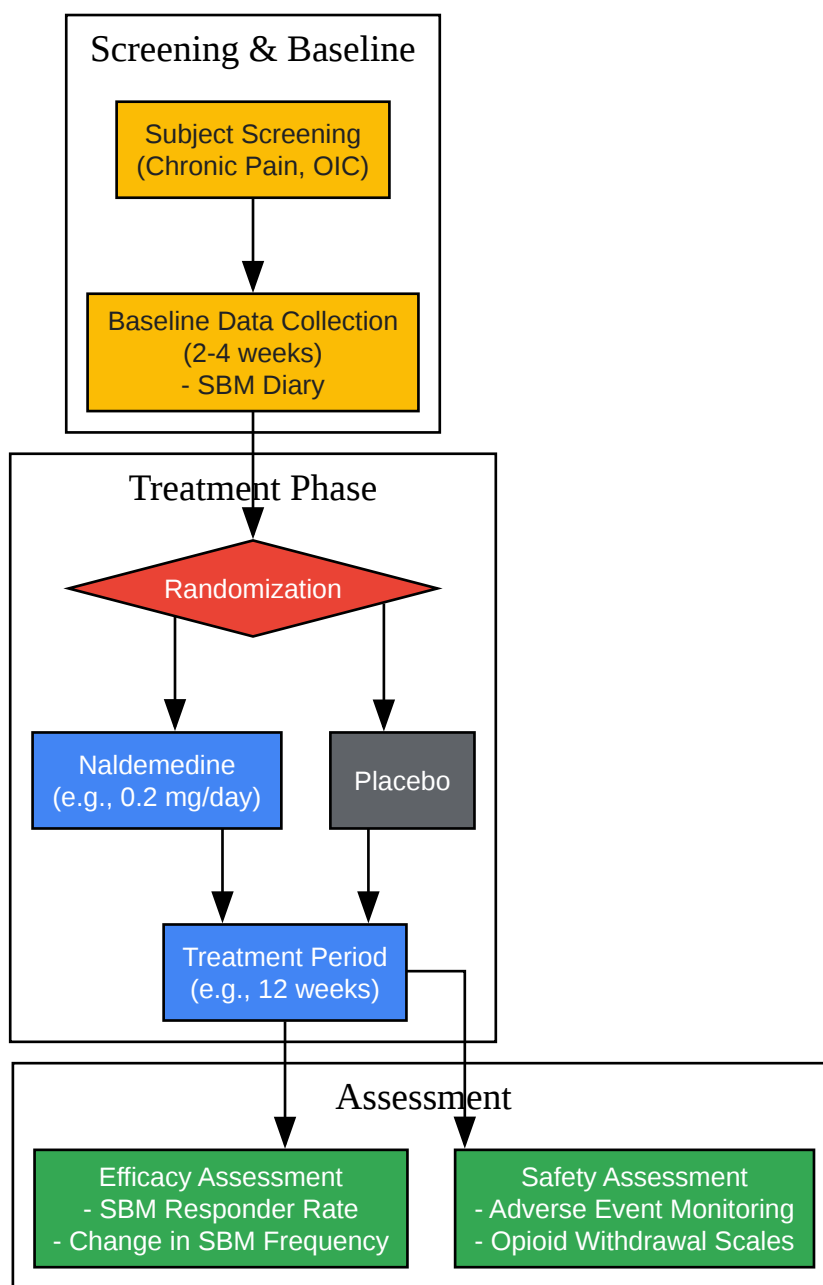 Screening & Baseline
Subject Screening
(Chronic Pain, OIC)
Baseline Data Collection
(2-4 weeks)
- SBM Diary
Treatment Phase
Randomization
Naldemedine
(e.g., 0.2 mg/day)
Placebo
Treatment Period
(e.g., 12 weeks)
Assessment
Efficacy Assessment
- SBM Responder Rate
- Change in SBM Frequency
Safety Assessment
- Adverse Event Monitoring
- Opioid Withdrawal Scales